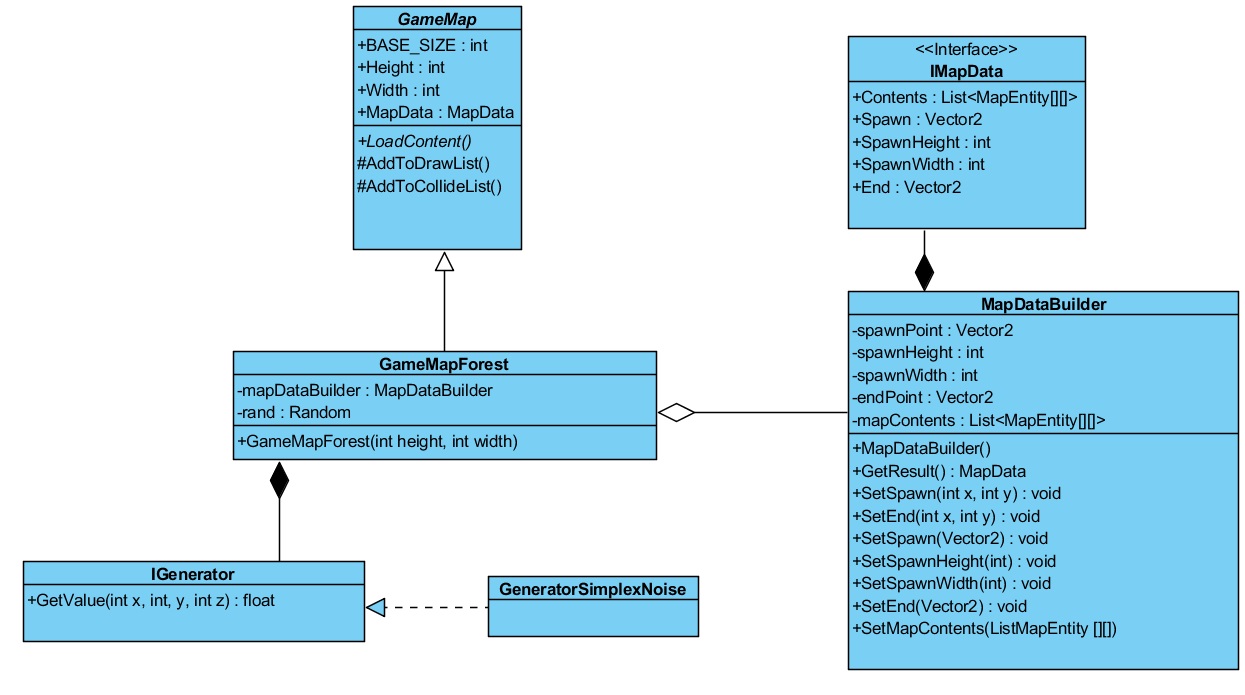 GameMap
+BASE_SIZE : int
+Height : int
+Width : int
+MapData : MapData
+LoadContent()
#AddToDrawList()
#AddToCollideList()
<<Interface>>
IMapData
+Contents : List<MapEntity[][]>
+Spawn : Vector2
+SpawnHeight : int
+SpawnWidth : int
+End : Vector2
GameMapForest
-mapDataBuilder : MapDataBuilder
-rand : Random
+GameMapForest(int height, int width)
MapDataBuilder
-spawnPoint : Vector2
-spawnHeight : int
-spawnWidth : int
-endPoint : Vector2
-mapContents : List<MapEntity[][]>
+MapDataBuilder()
+GetResult() : MapData
+SetSpawn(int x, int y) : void
+SetEnd(int x, int y) : void
+SetSpawn(Vector2) : void
+SetSpawnHeight(int) : void
+SetSpawnWidth(int) : void
+SetEnd(Vector2) : void
+SetMapContents(ListMapEntity [][])
IGenerator
+GetValue(int x, int, y, int z) : float
GeneratorSimplexNoise